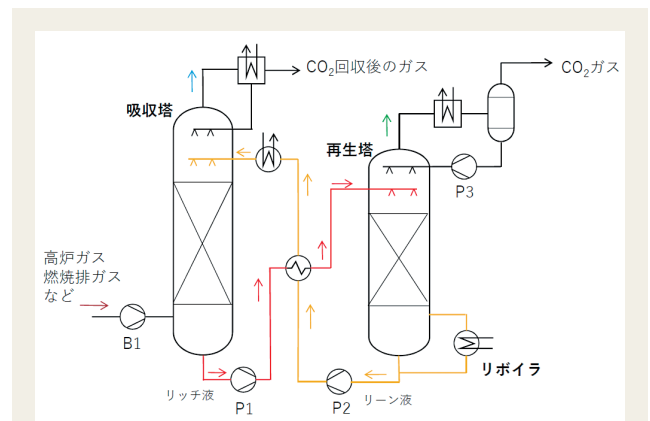 CO₂回収後のガス
CO₂ガス
吸収塔
再生塔
P3
高炉ガス
燃焼排ガス
など
B1
リボイラ
リッチ液
P1
P2
リーン液